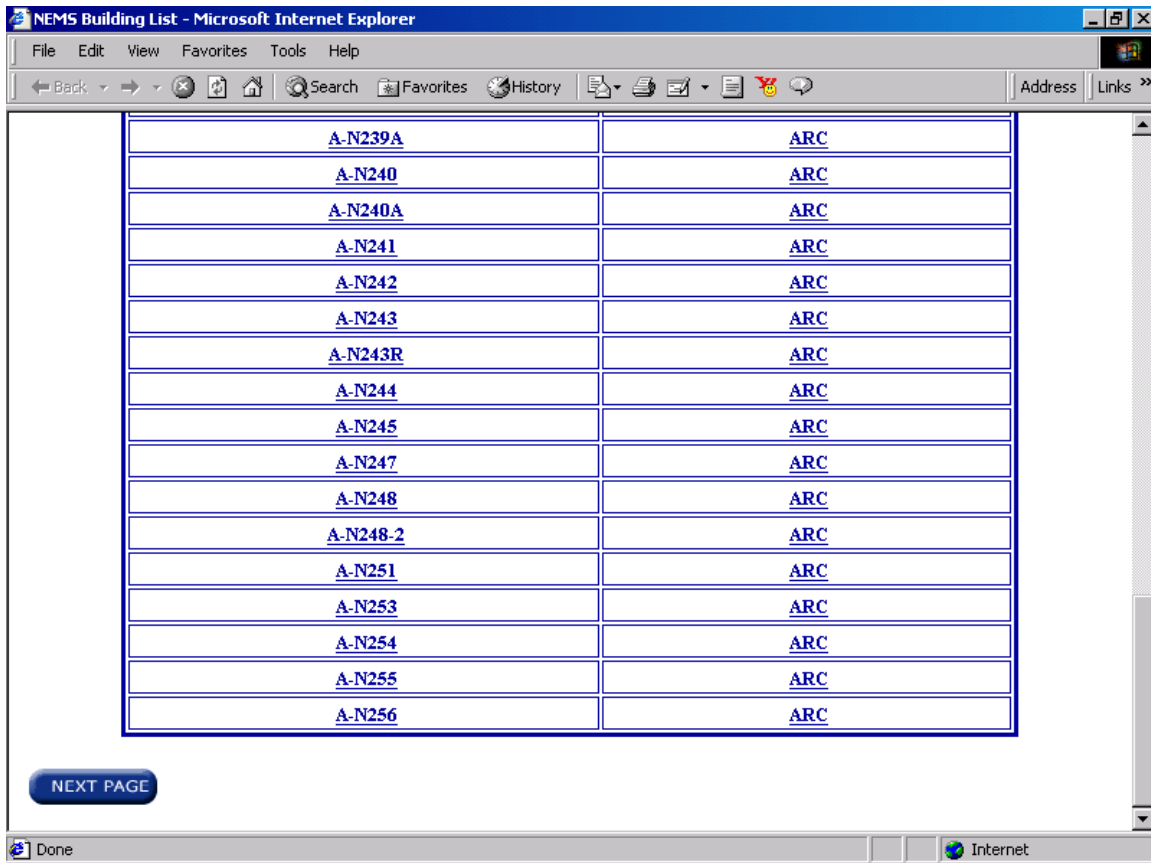 NEMS Building List - Microsoft Internet Explorer
File Edit View Favorites Tools Help
Back Search Favorites History Address Links »
A-N239A ARC
A-N240 ARC
A-N240A ARC
A-N241 ARC
A-N242 ARC
A-N243 ARC
A-N243R ARC
A-N244 ARC
A-N245 ARC
A-N247 ARC
A-N248 ARC
A-N248-2 ARC
A-N251 ARC
A-N253 ARC
A-N254 ARC
A-N255 ARC
A-N256 ARC
NEXT PAGE
Done Internet